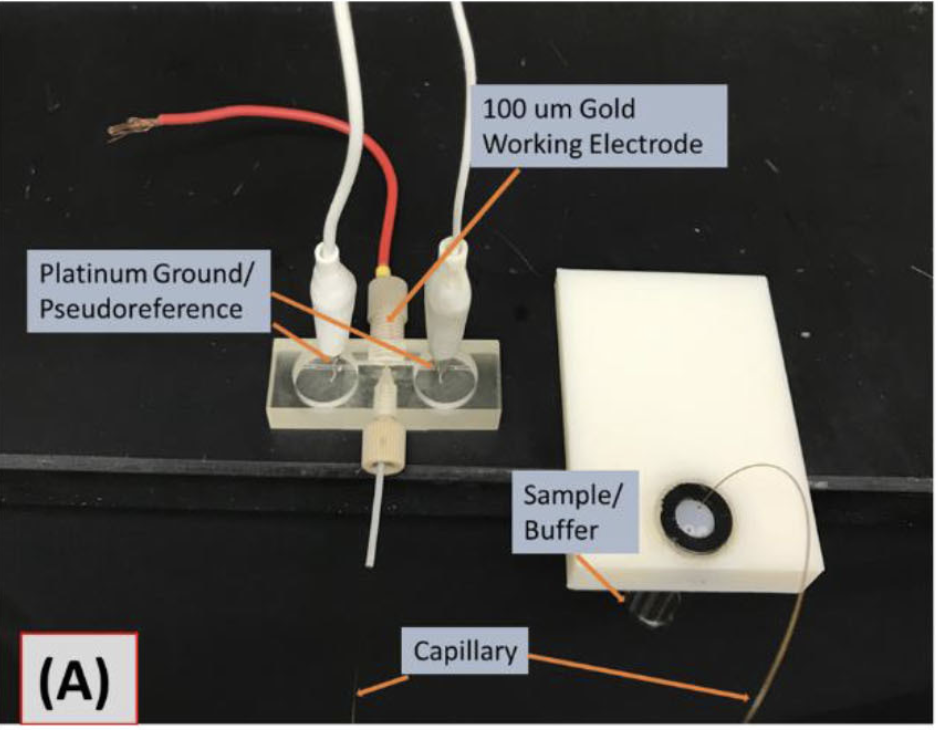 100 um Gold
Working Electrode
Platinum Ground/
Pseudoreference
Sample/
Buffer
Capillary
(A)